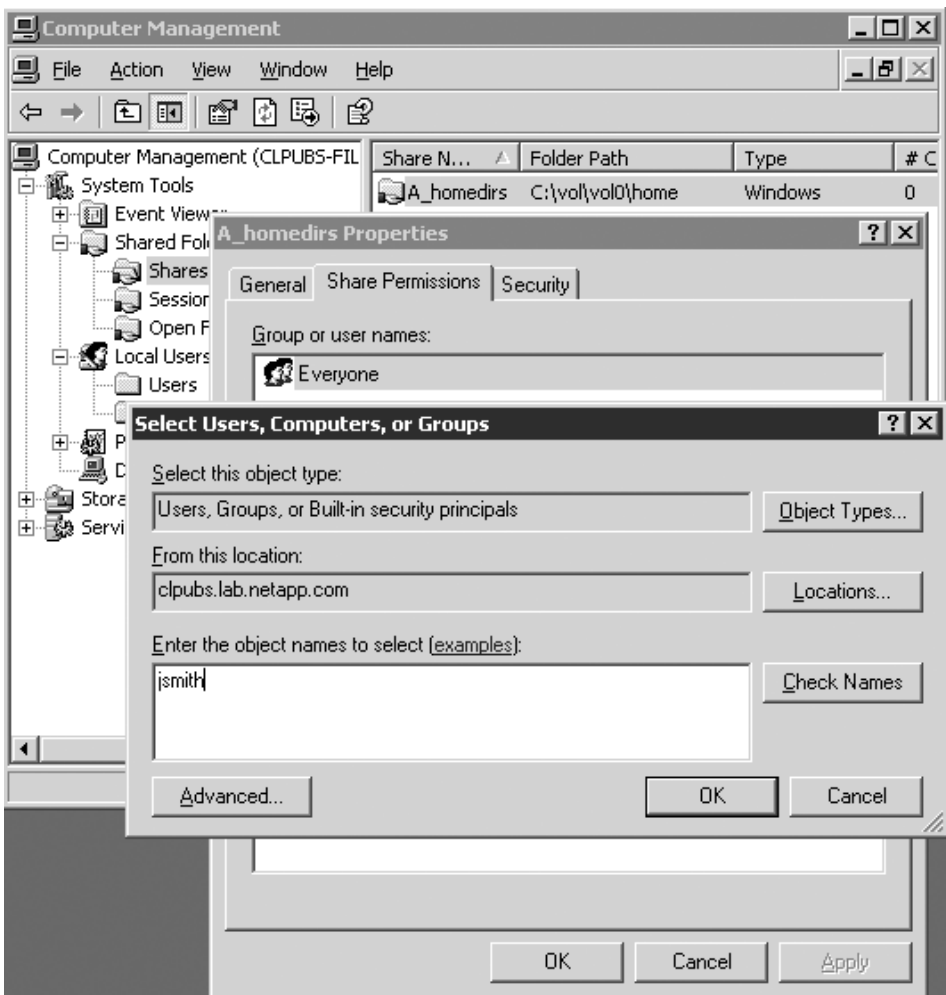 Computer Management
File Action View Window Help
Computer Management (CLPUBS-FIL
System Tools
Event Viewer
Shared Fol
Shares
Session
Open F
Local Users
Users
P
D
Stora
Servi
Share N... Folder Path Type # C
A_homedirs C:\vol\vol0\home Windows 0
A_homedirs Properties
General Share Permissions Security
Group or user names:
Everyone
Select Users, Computers, or Groups
Select this object type:
Users, Groups, or Built-in security principals
Object Types...
From this location:
clpubs.lab.netapp.com
Locations...
Enter the object names to select (examples):
jsmith
Check Names
Advanced...
OK
Cancel
OK
Cancel
Apply